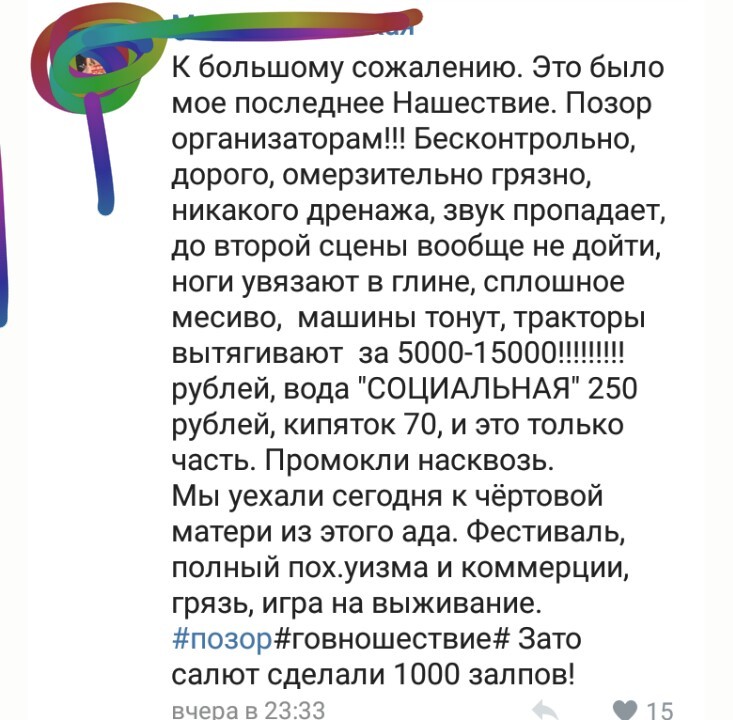 К большому сожалению. Это было
мое последнее Нашествие. Позор
организаторам!!! Бесконтрольно,
дорого, омерзительно грязно,
никакого дренажа, звук пропадает,
до второй сцены вообще не дойти,
ноги увязают в глине, сплошное
месиво,  машины тонут, тракторы
вытягивают  за 5000-15000!!!!!!!!!
рублей, вода "СОЦИАЛЬНАЯ" 250
рублей, кипяток 70, и это только
часть. Промокли насквозь.
Мы уехали сегодня к чёртовой
матери из этого ада. Фестиваль,
полный пох.уизма и коммерции,
грязь, игра на выживание.
#позор#говношествие# Зато
салют сделали 1000 залпов!
вчера в 23:33 15